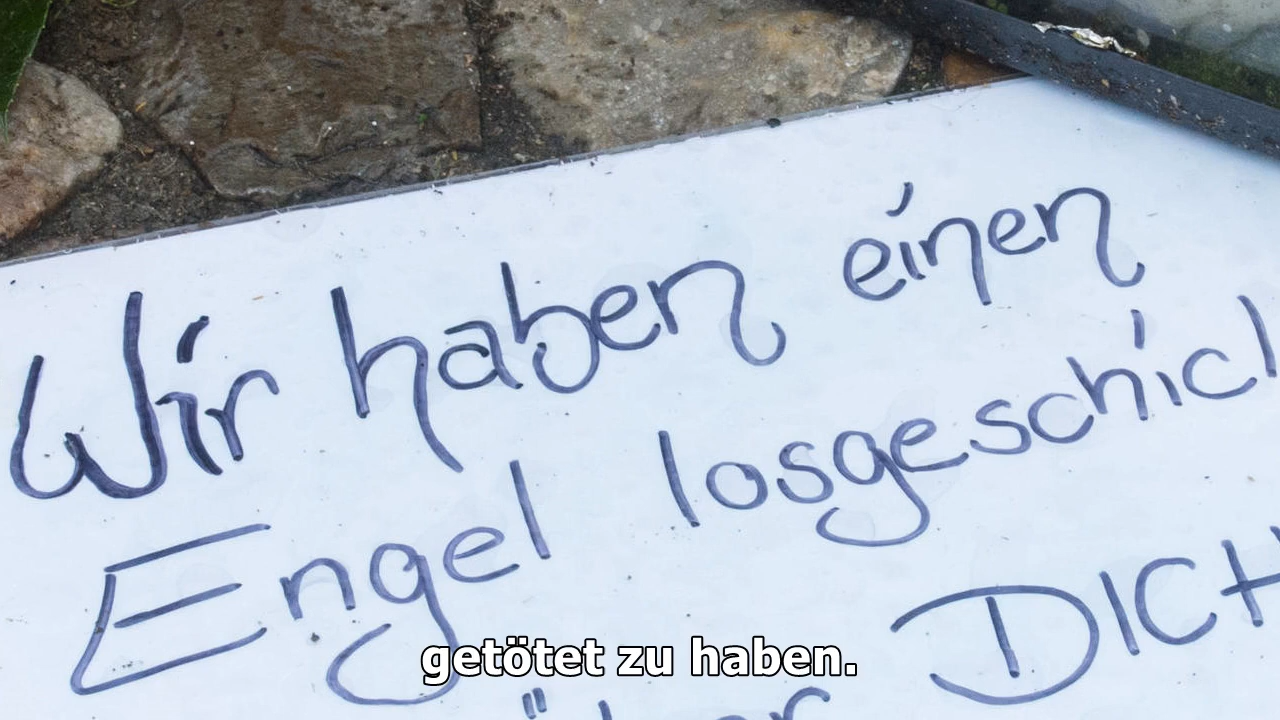 Wir haben einen
Engel losgeschick
DICH
getötet zu haben.